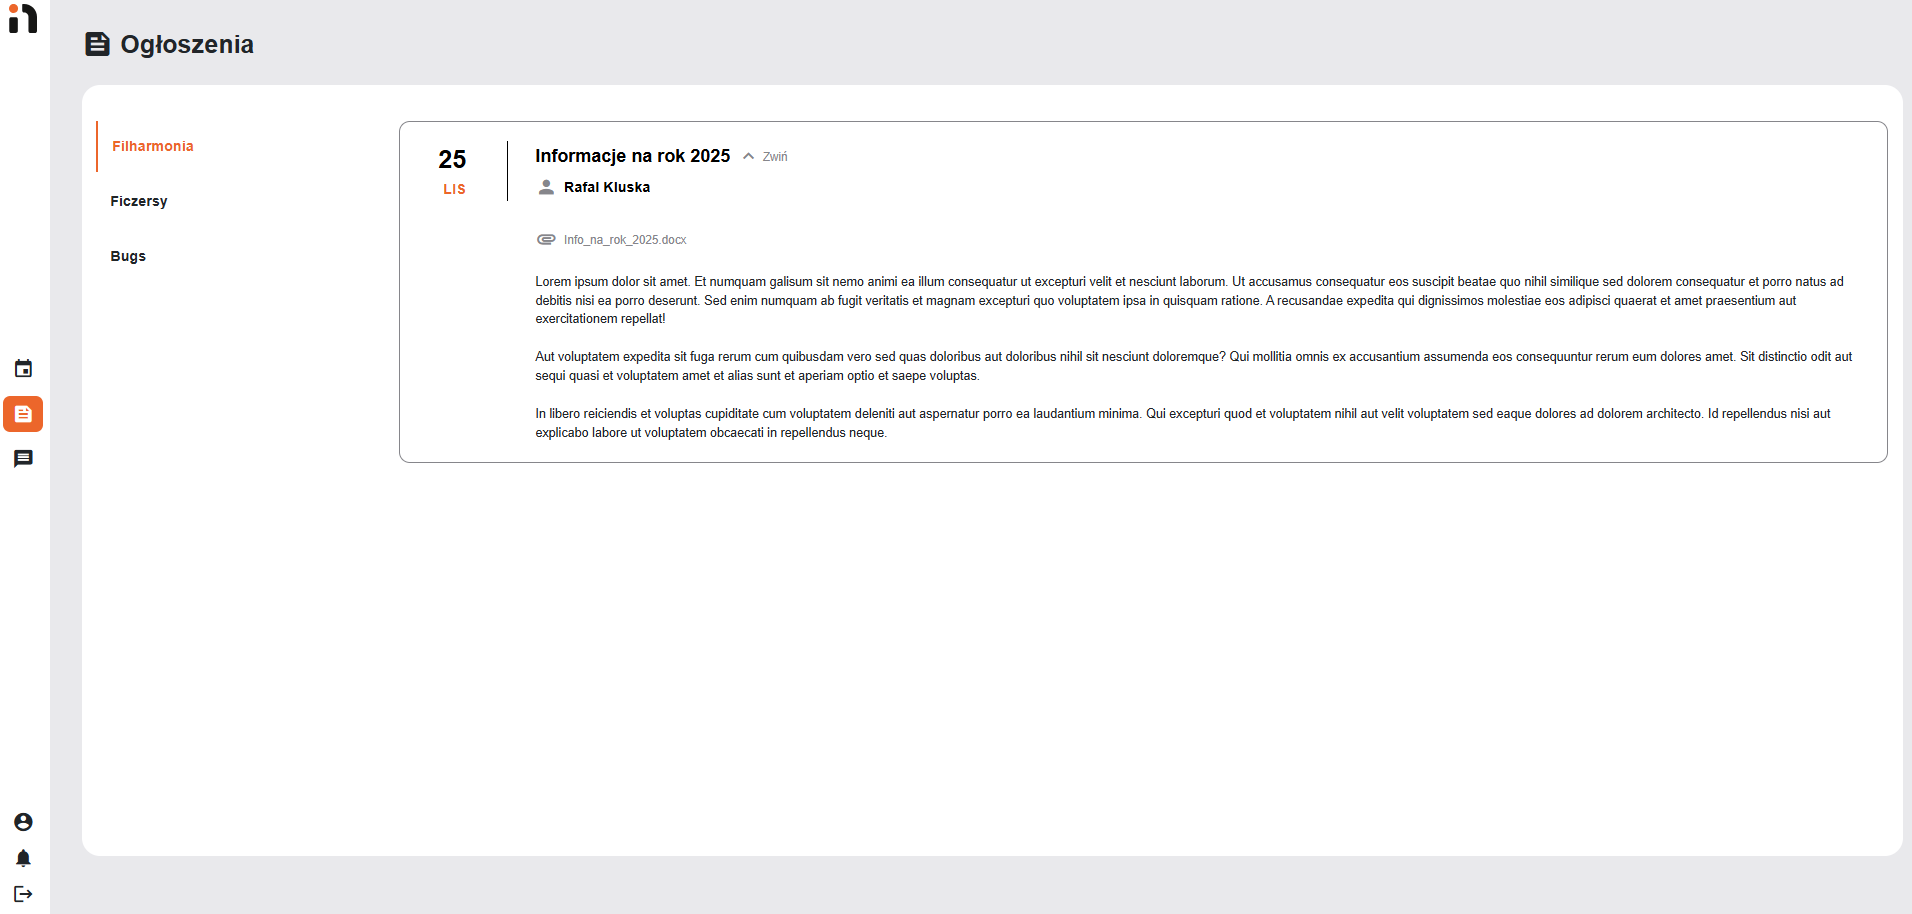 Ogłoszenia
Filharmonia
Ficzersy
Bugs
25
LIS
Informacje na rok 2025
Zwiń
Rafal Kluska
Info_na_rok_2025.docx
Lorem ipsum dolor sit amet. Et numquam galisum sit nemo animi ea illum consequatur ut excepturi velit et nesciunt laborum. Ut accusamus consequatur eos suscipit beatae quo nihil similique sed dolorem consequatur et porro natus ad
debitis nisi ea porro deserunt. Sed enim numquam ab fugit veritatis et magnam excepturi quo voluptatem ipsa in quisquam ratione. A recusandae expedita qui dignissimos molestiae eos adipisci quaerat et amet praesentium aut
exercitationem repellat!
Aut voluptatem expedita sit fuga rerum cum quibusdam vero sed quas doloribus aut doloribus nihil sit nesciunt doloremque? Qui mollitia omnis ex accusantium assumenda eos consequuntur rerum eum dolores amet. Sit distinctio odit aut
sequi quasi et voluptatem amet et alias sunt et aperiam optio et saepe voluptas.
In libero reiciendis et voluptas cupiditate cum voluptatem deleniti aut aspernatur porro ea laudantium minima. Qui excepturi quod et voluptatem nihil aut velit voluptatem sed eaque dolores ad dolorem architecto. Id repellendus nisi aut
explicabo labore ut voluptatem obcaecati in repellendus neque.